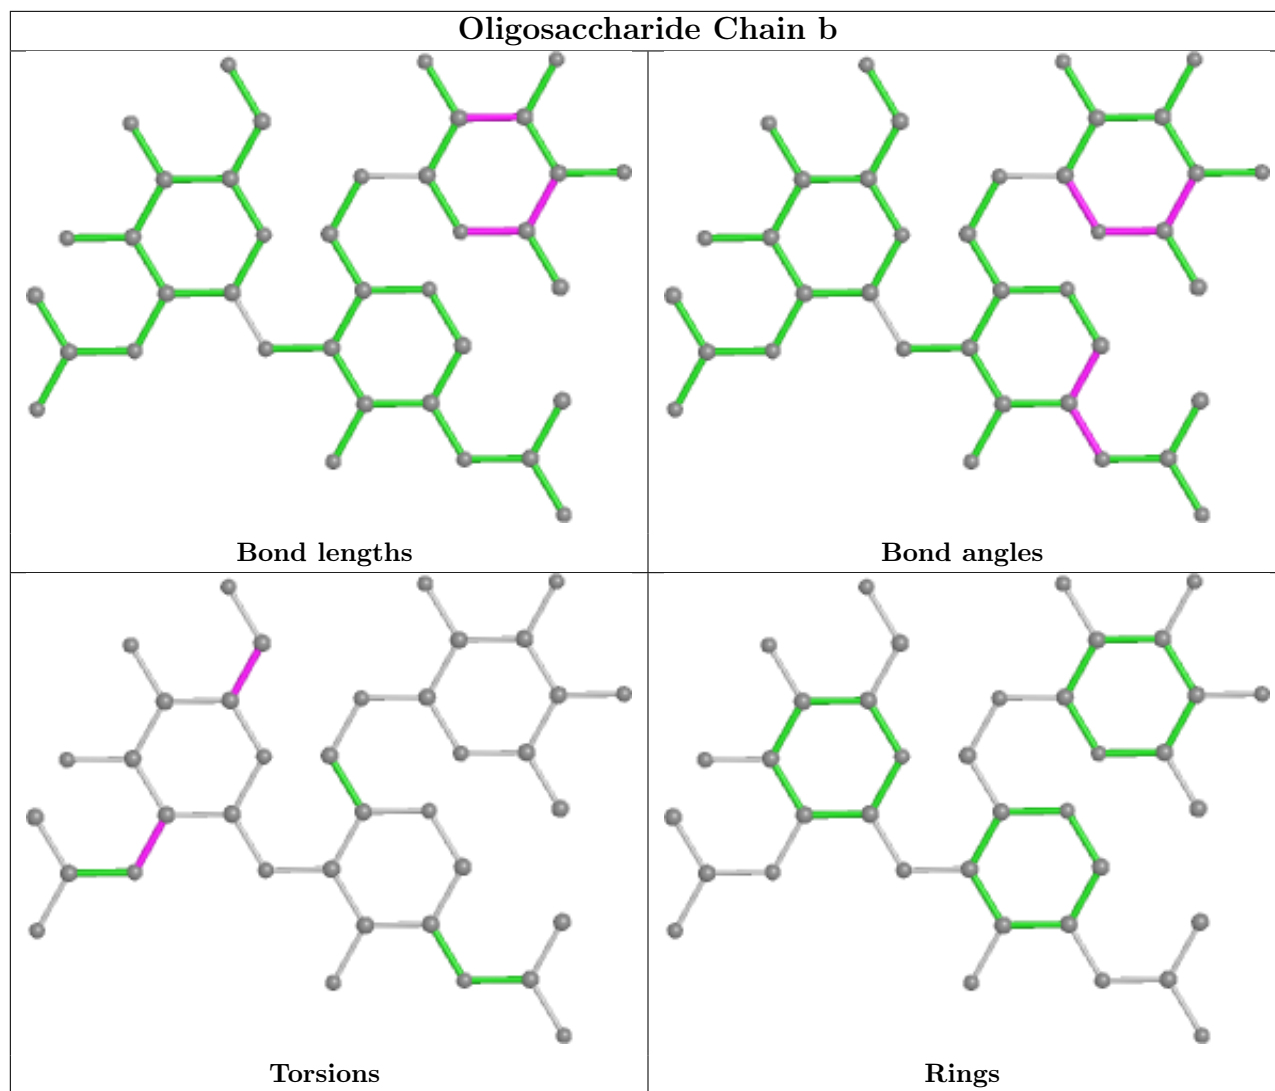 Oligosaccharide Chain b
Bond lengths
Bond angles
Torsions
Rings